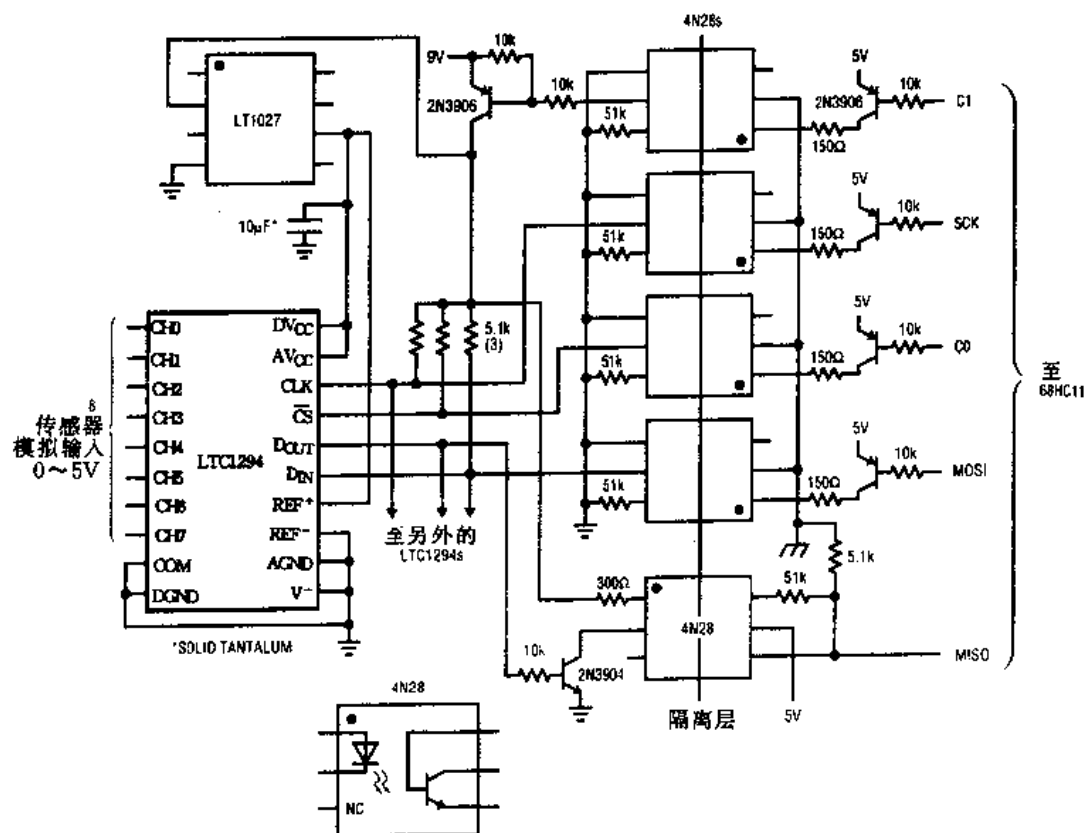 4N28s
9V
10k
10k
2N3906
51k
LT1027
5V
2N3906
10k
C1
150Ω
10μF*
51k
5V
10k
SCK
150Ω
5.1k
(3)
51k
5V
10k
C0
150Ω
至
68HC11
8
传感器
模拟输入
0～5V
CH0
CH1
CH2
CH3
CH4
CH5
CH6
CH7
COM
DGND
LTC1294
DVCC
AVCC
CLK
CS
DOUT
DIN
REF+
REF-
AGND
V-
*SOLID TANTALUM
至另外的
LTC1294s
51k
5V
10k
MOSI
150Ω
5.1k
300Ω
51k
4N28
10k
2N3904
MISO
5V
隔离层
4N28
NC